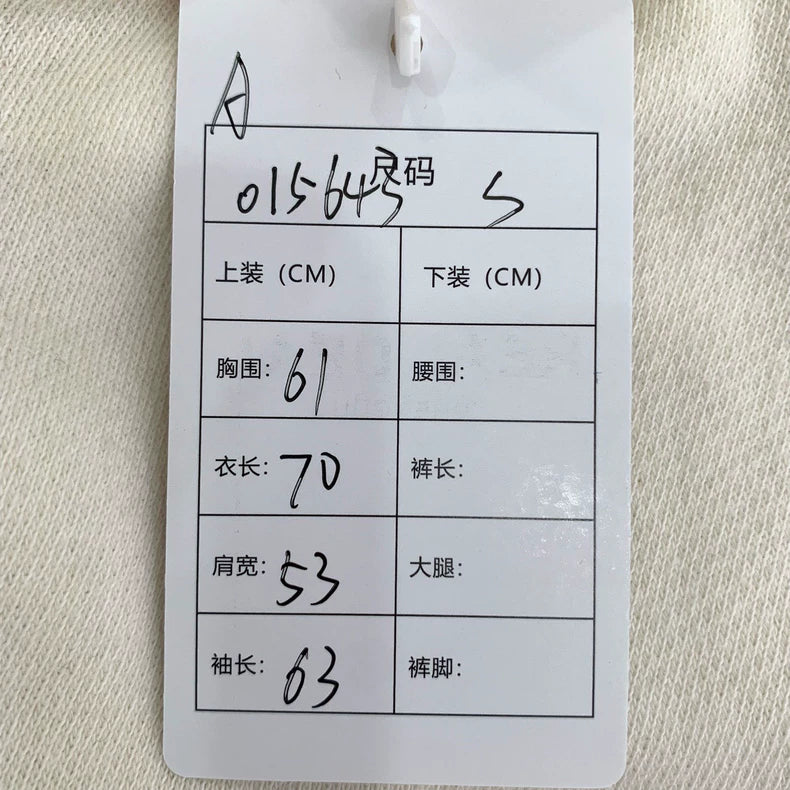 A
尺码
015643 S
上装（CM） 下装（CM）
胸围：61 腰围：
衣长：70 裤长：
肩宽：53 大腿：
袖长：63 裤脚：